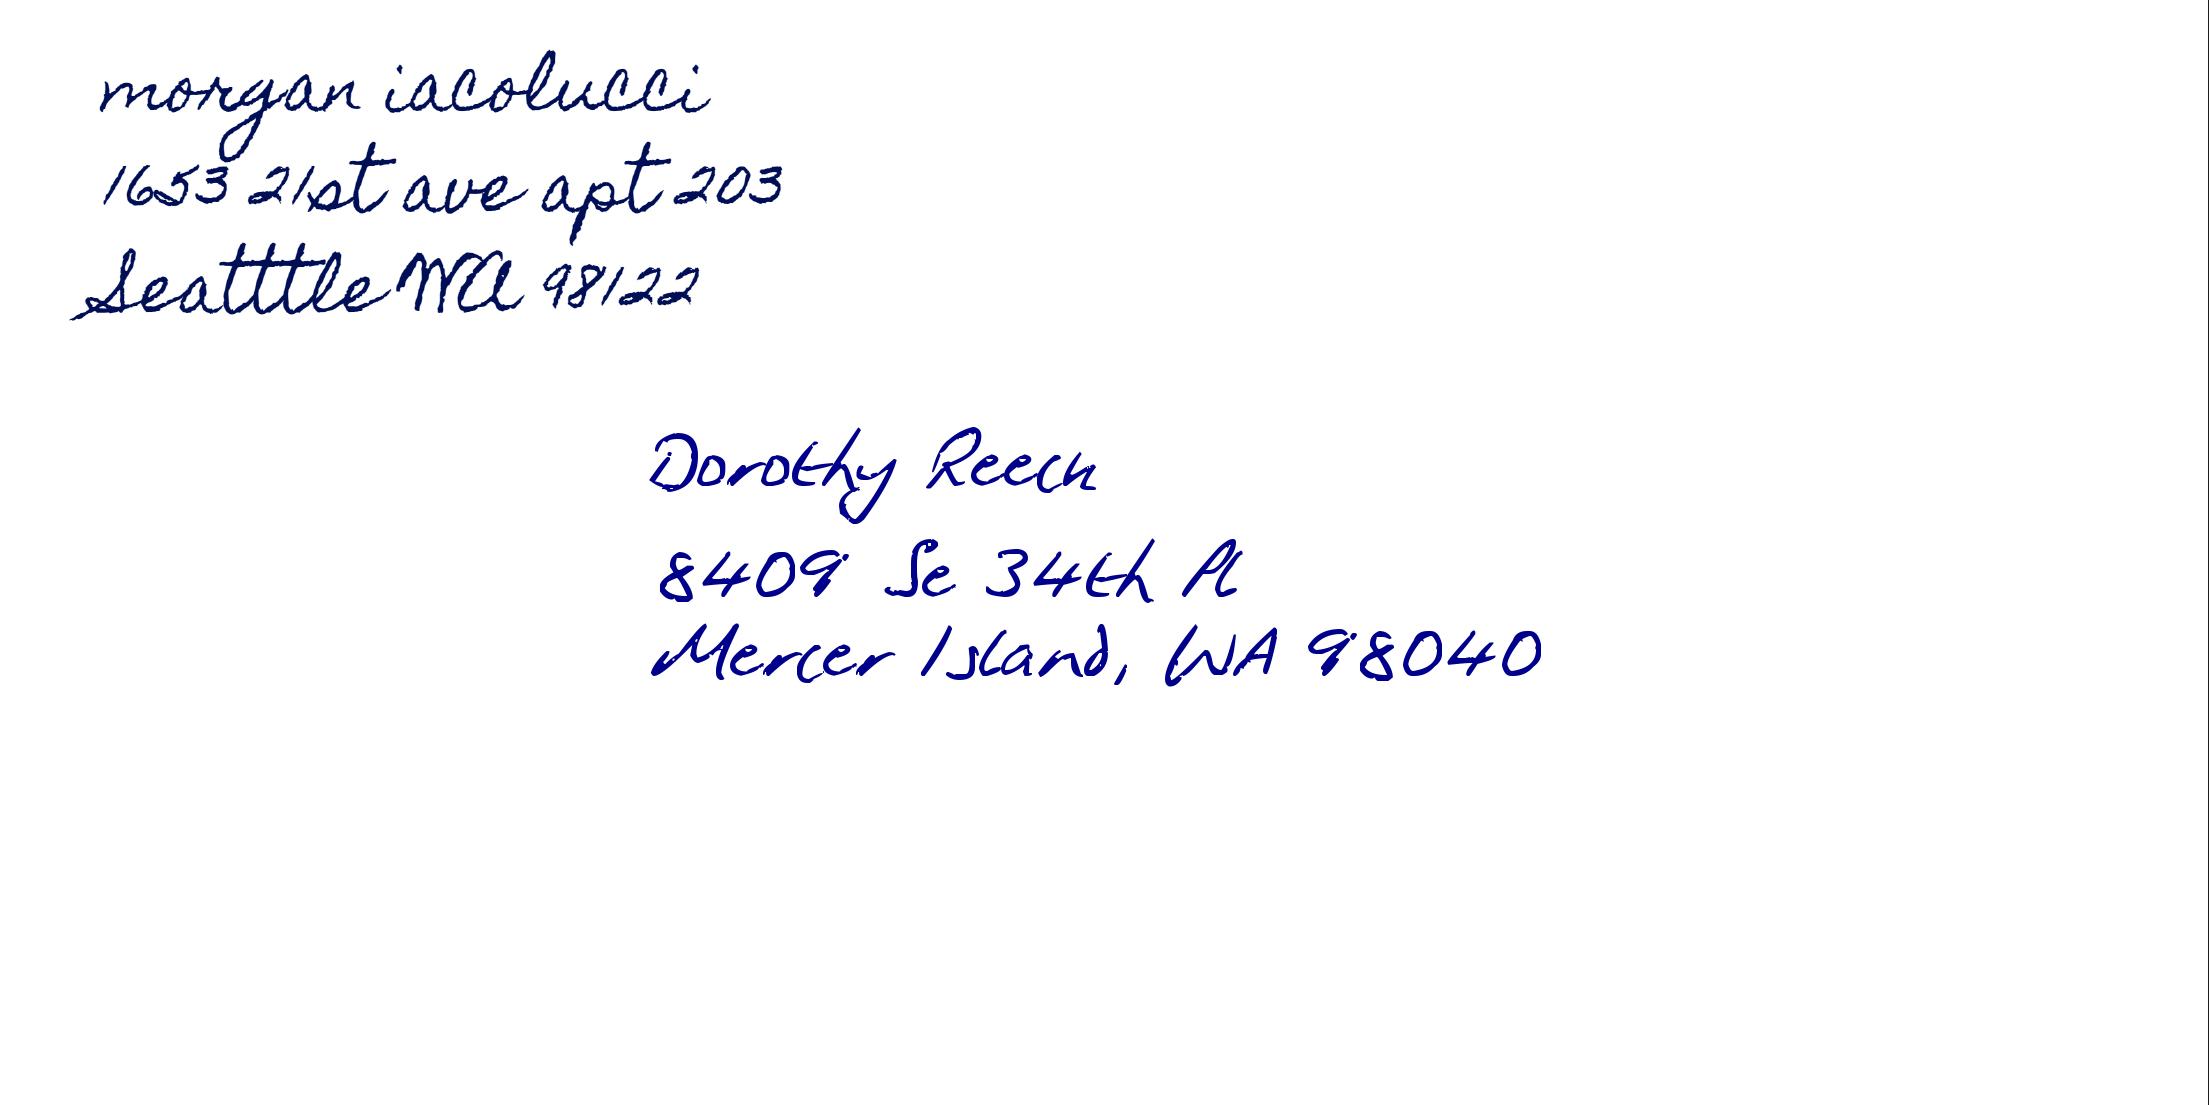 morgan iacolucci
1653 21st ave apt 203
Seatttle WA 98122
Dorothy Reech
8409 Se 34th Pl
Mercer Island, WA 98040